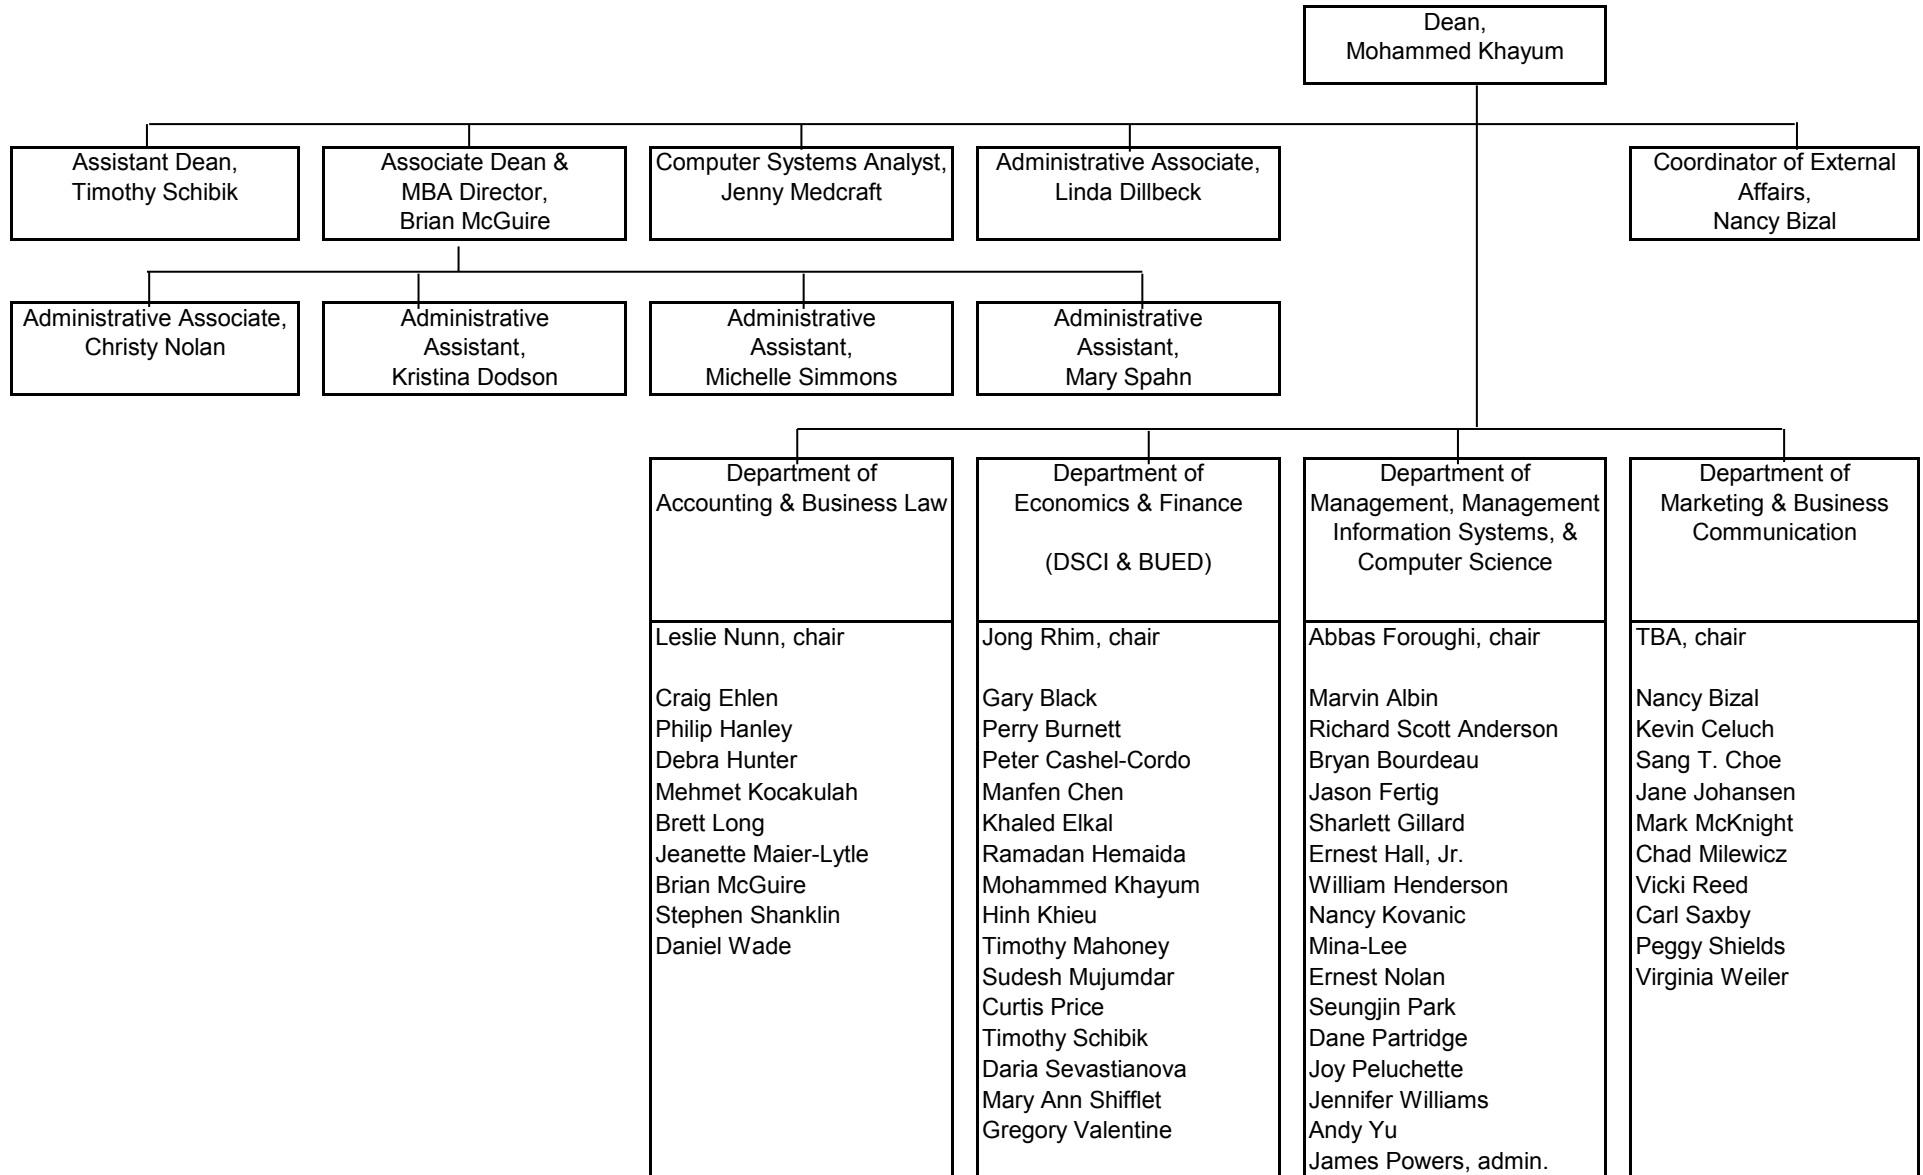 Dean,
Mohammed Khayum
Assistant Dean,
Timothy Schibik
Associate Dean &
MBA Director,
Brian McGuire
Computer Systems Analyst,
Jenny Medcraft
Administrative Associate,
Linda Dillbeck
Coordinator of External
Affairs,
Nancy Bizal
Administrative Associate,
Christy Nolan
Administrative
Assistant,
Kristina Dodson
Administrative
Assistant,
Michelle Simmons
Administrative
Assistant,
Mary Spahn
Department of
Accounting & Business Law
Leslie Nunn, chair
Craig Ehlen
Philip Hanley
Debra Hunter
Mehmet Kocakulah
Brett Long
Jeanette Maier-Lytle
Brian McGuire
Stephen Shanklin
Daniel Wade
Department of
Economics & Finance
(DSCI & BUED)
Jong Rhim, chair
Gary Black
Perry Burnett
Peter Cashel-Cordo
Manfen Chen
Khaled Elkal
Ramadan Hemaida
Mohammed Khayum
Hinh Khieu
Timothy Mahoney
Sudesh Mujumdar
Curtis Price
Timothy Schibik
Daria Sevastianova
Mary Ann Shifflet
Gregory Valentine
Department of
Management, Management
Information Systems, &
Computer Science
Abbas Foroughi, chair
Marvin Albin
Richard Scott Anderson
Bryan Bourdeau
Jason Fertig
Sharlett Gillard
Ernest Hall, Jr.
William Henderson
Nancy Kovanic
Mina-Lee
Ernest Nolan
Seungjin Park
Dane Partridge
Joy Peluchette
Jennifer Williams
Andy Yu
James Powers, admin.
Department of
Marketing & Business
Communication
TBA, chair
Nancy Bizal
Kevin Celuch
Sang T. Choe
Jane Johansen
Mark McKnight
Chad Milewicz
Vicki Reed
Carl Saxby
Peggy Shields
Virginia Weiler